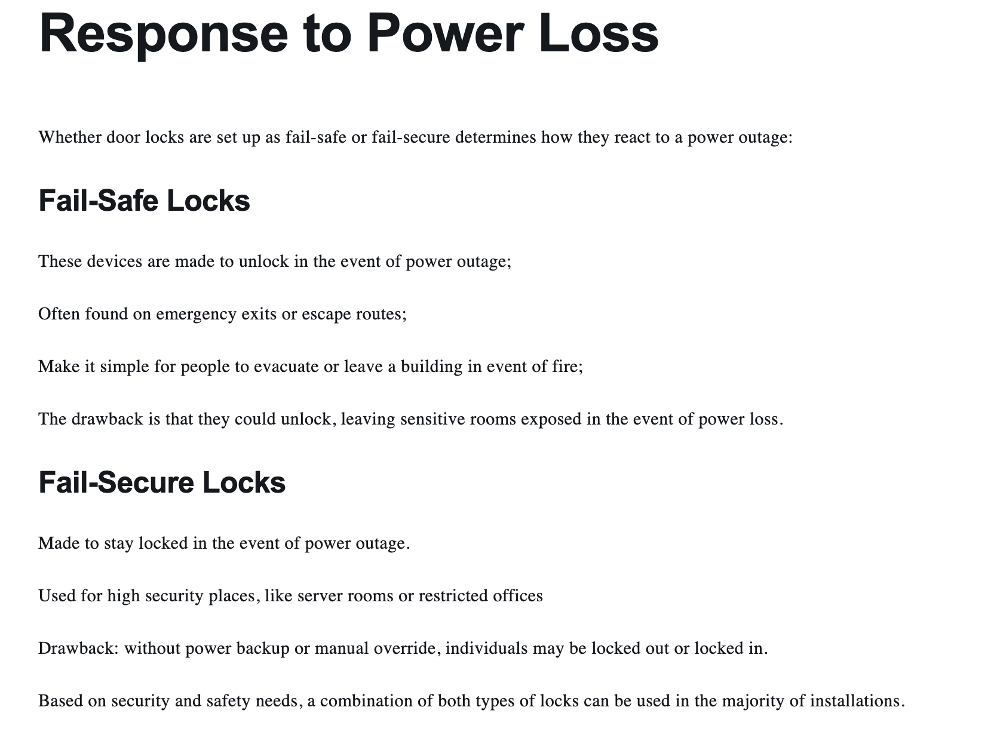 Response to Power Loss
Whether door locks are set up as fail-safe or fail-secure determines how they react to a power outage:
Fail-Safe Locks
These devices are made to unlock in the event of power outage;
Often found on emergency exits or escape routes;
Make it simple for people to evacuate or leave a building in event of fire;
The drawback is that they could unlock, leaving sensitive rooms exposed in the event of power loss.
Fail-Secure Locks
Made to stay locked in the event of power outage.
Used for high security places, like server rooms or restricted offices
Drawback: without power backup or manual override, individuals may be locked out or locked in.
Based on security and safety needs, a combination of both types of locks can be used in the majority of installations.